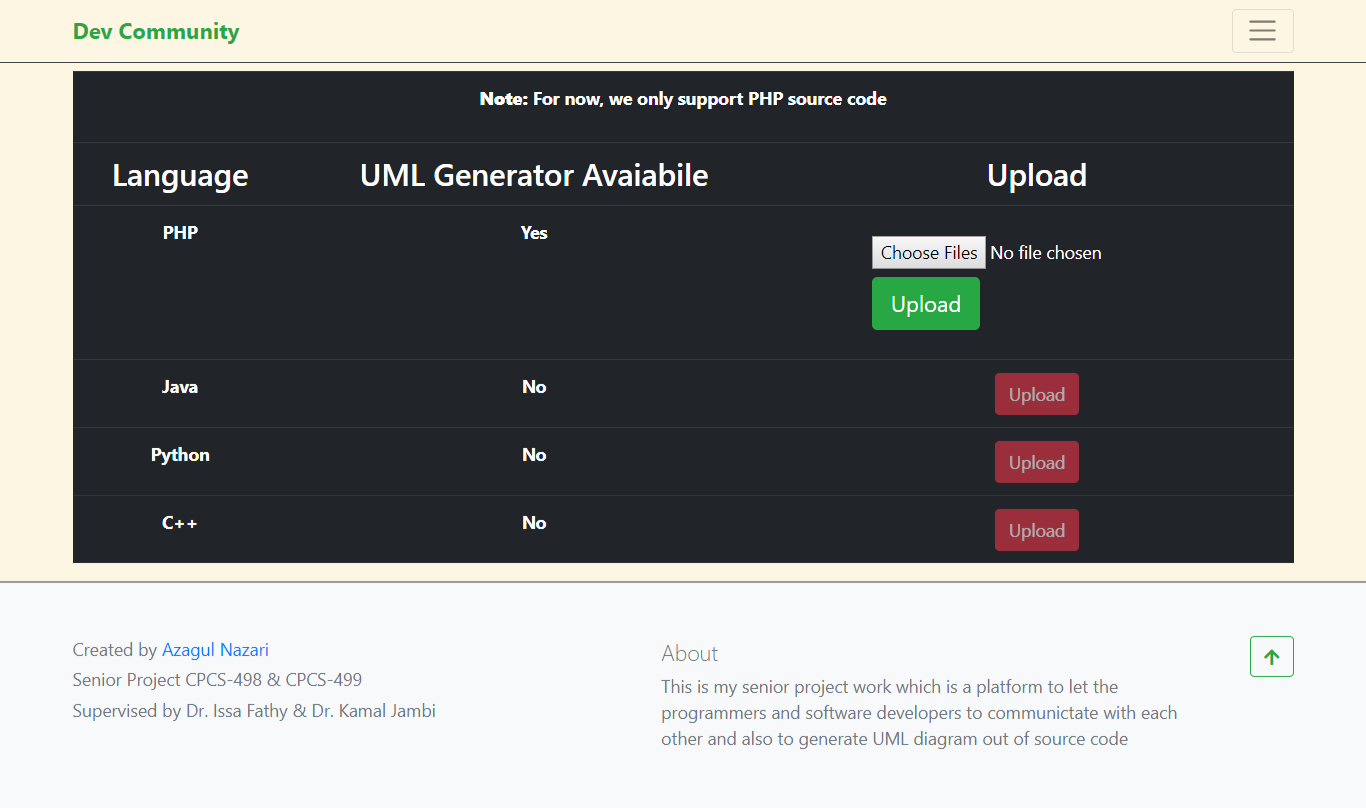 Dev Community
Note: For now, we only support PHP source code
Language UML Generator Avaiabile Upload
PHP Yes
Choose Files No file chosen
Upload
Java No Upload
Python No Upload
C++ No Upload
Created by Azagul Nazari
Senior Project CPCS-498 & CPCS-499
Supervised by Dr. Issa Fathy & Dr. Kamal Jambi
About
This is my senior project work which is a platform to let the
programmers and software developers to communictate with each
other and also to generate UML diagram out of source code